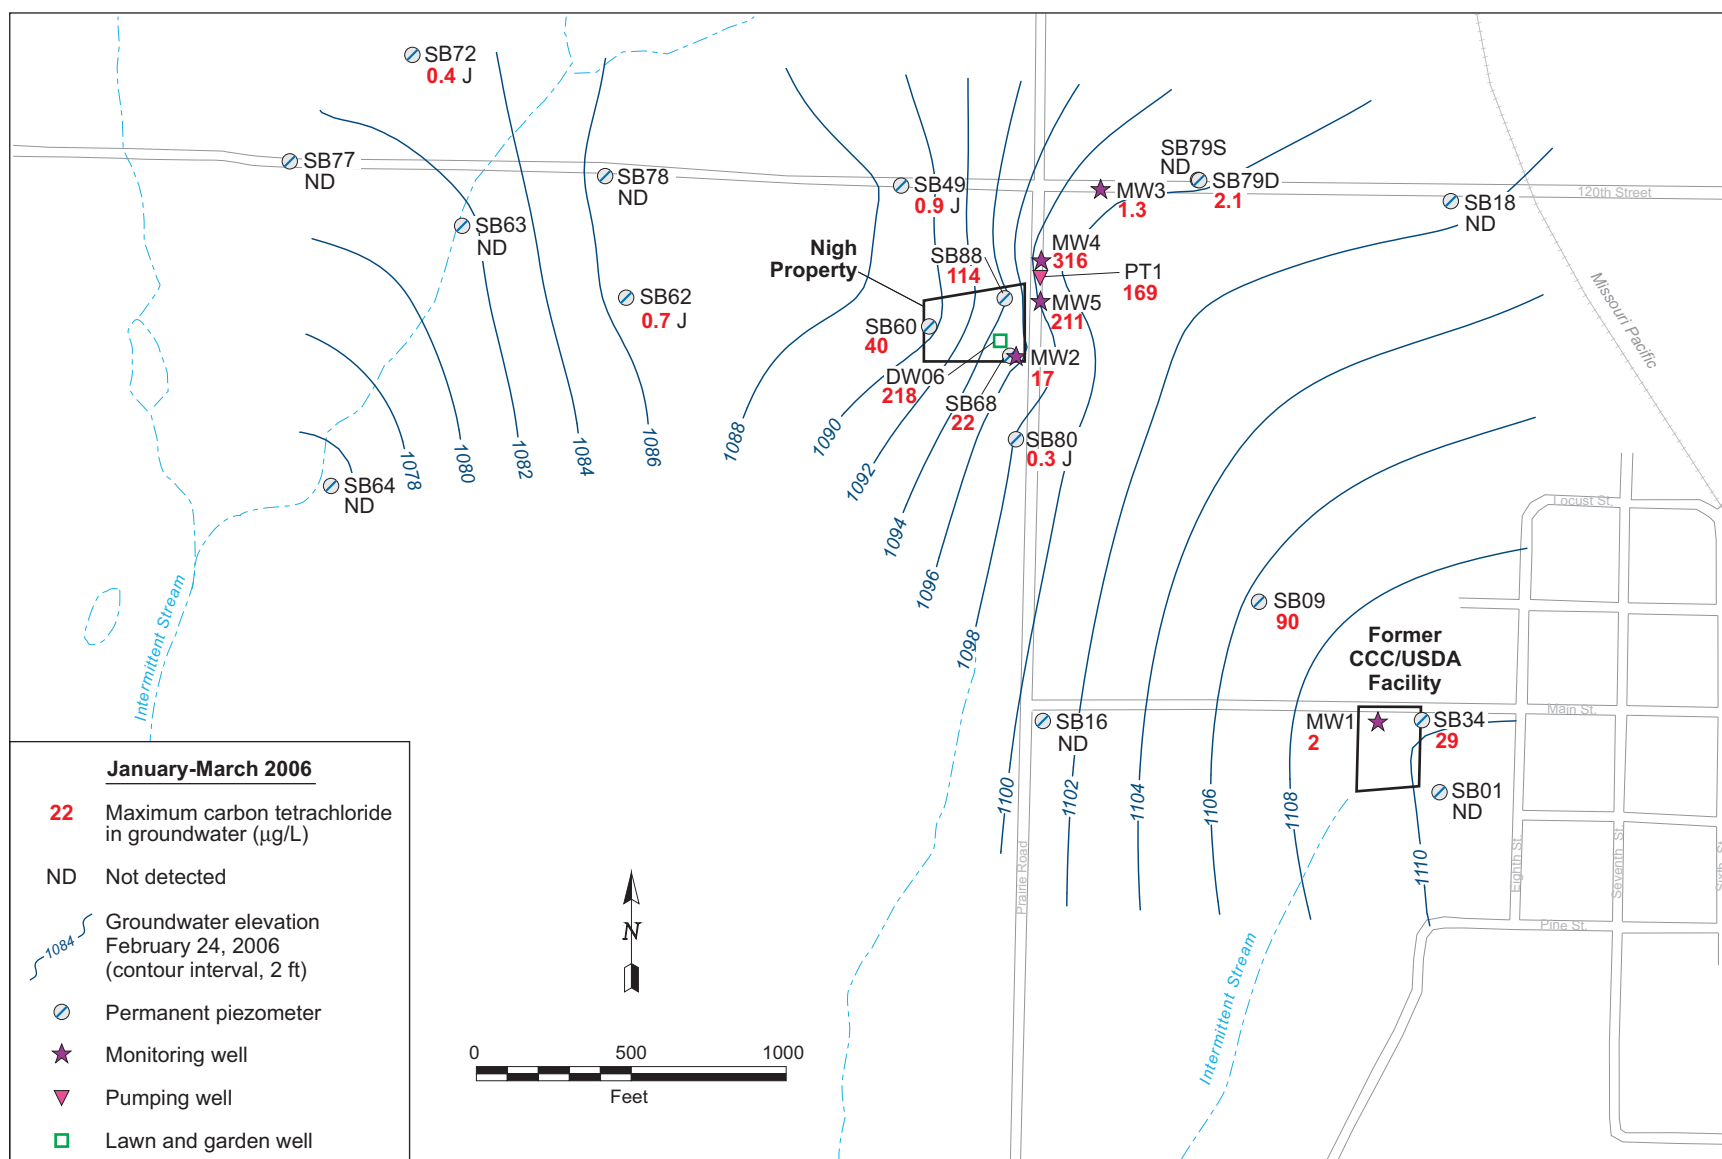 SB72
0.4 J
SB77
ND
SB78
ND
SB63
ND
SB49
0.9 J
SB79S
ND
SB79D
2.1
MW3
1.3
SB18
ND
120th Street
Missouri Pacific
Nigh
Property
SB88
114
MW4
316
PT1
169
MW5
211
SB62
0.7 J
SB60
40
DW06
218
MW2
17
SB68
22
SB80
0.3 J
SB64
ND
1078
1080
1082
1084
1086
1088
1090
1092
1094
1096
1098
1100
1102
1104
1106
1108
1110
Locust St.
SB09
90
Former
CCC/USDA
Facility
Main St.
MW1
2
SB34
29
SB16
ND
SB01
ND
Eighth St.
Seventh St.
Pine St.
Prairie Road
Intermittent Stream
Intermittent Stream
January-March 2006
22 Maximum carbon tetrachloride
in groundwater (µg/L)
ND Not detected
1084 Groundwater elevation
February 24, 2006
(contour interval, 2 ft)
Permanent piezometer
Monitoring well
Pumping well
Lawn and garden well
N
0 500 1000
Feet